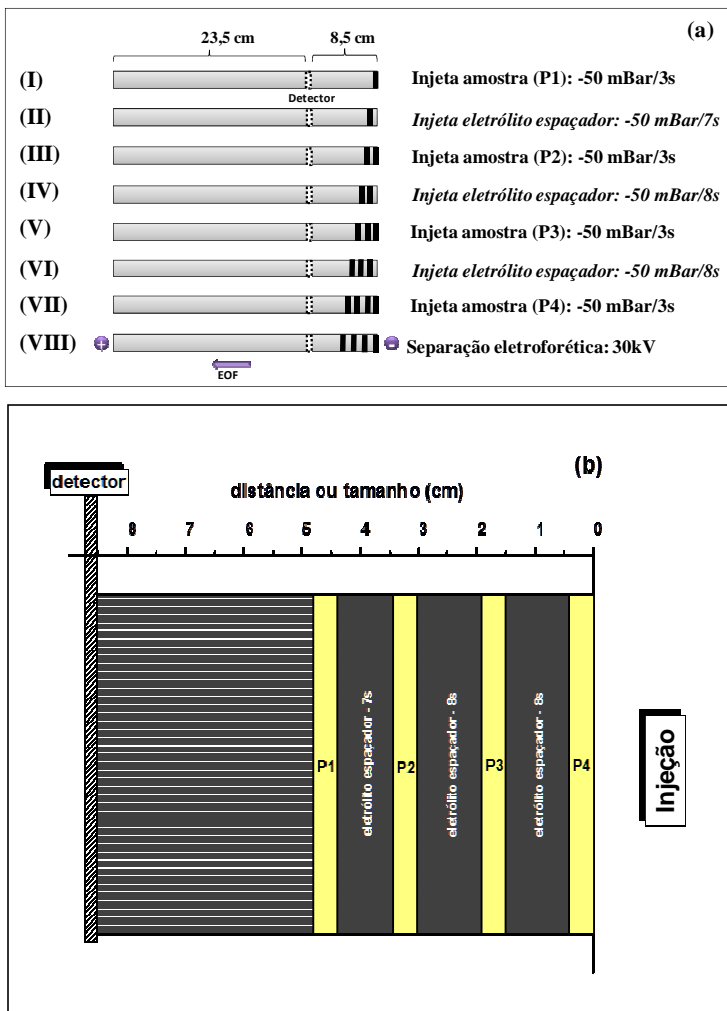 23,5 cm 8,5 cm (a)
(I) Injeta amostra (P1): -50 mBar/3s
Detector
(II) Injeta eletrólito espaçador: -50 mBar/7s
(III) Injeta amostra (P2): -50 mBar/3s
(IV) Injeta eletrólito espaçador: -50 mBar/8s
(V) Injeta amostra (P3): -50 mBar/3s
(VI) Injeta eletrólito espaçador: -50 mBar/8s
(VII) Injeta amostra (P4): -50 mBar/3s
(VIII) + - Separação eletroforética: 30kV
EOF
(b)
detector
distância ou tamanho (cm)
8 7 6 5 4 3 2 1 0
P1 eletrólito espaçador - 7s P2 eletrólito espaçador - 8s P3 eletrólito espaçador - 8s P4
Injeção